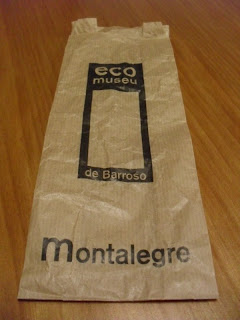 eco
museu
de Barroso
montalegre